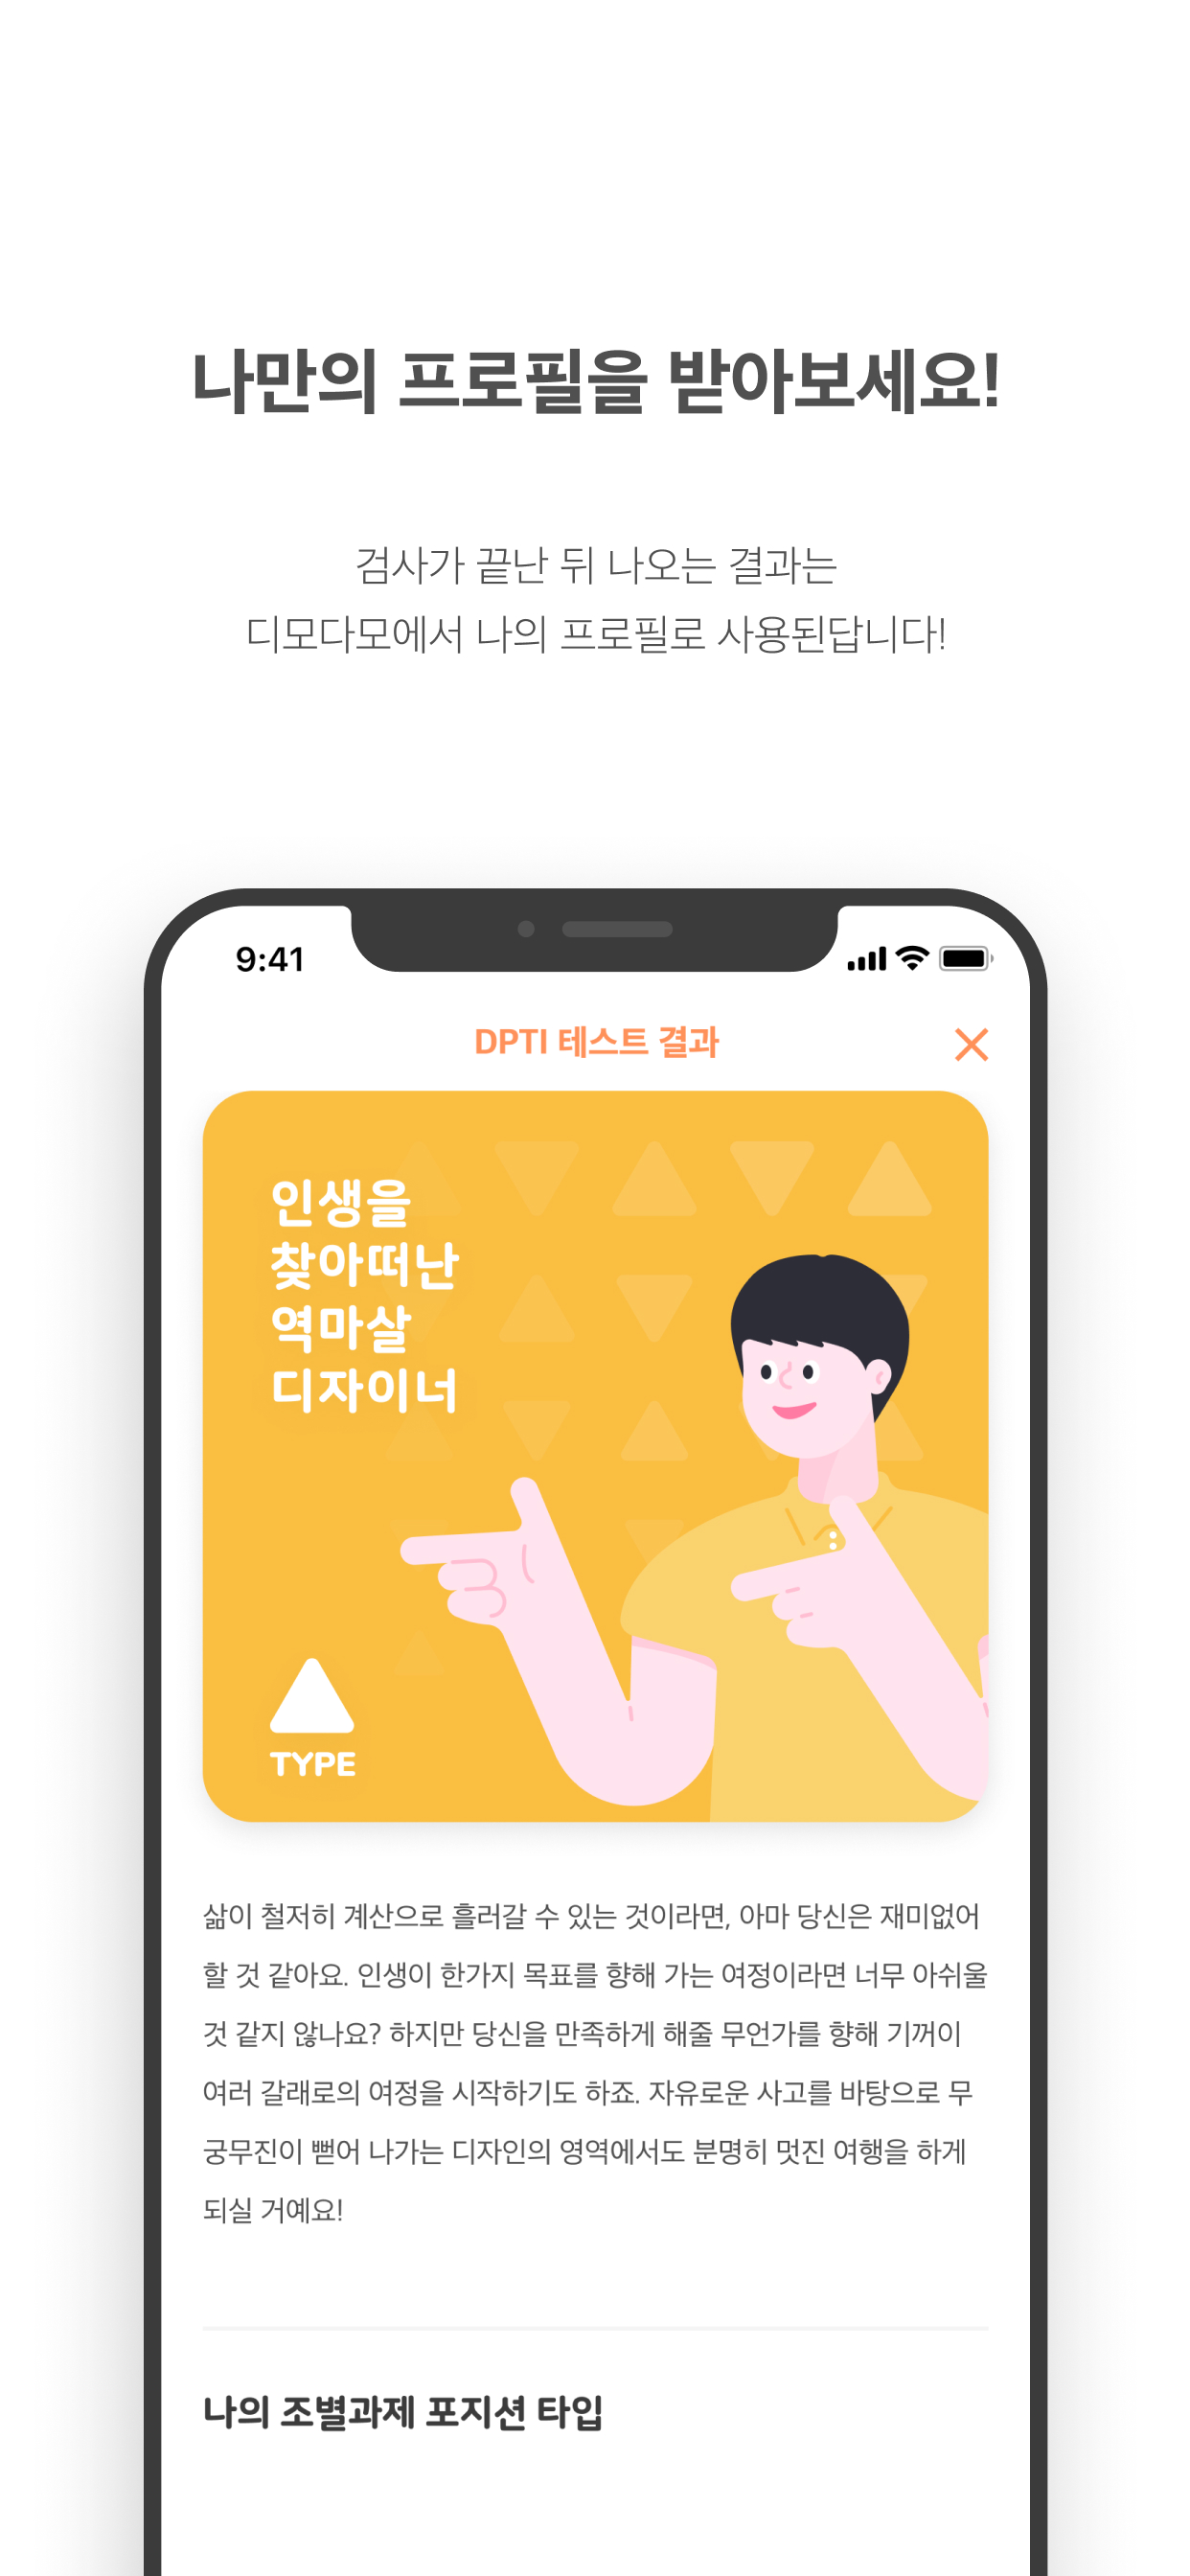 나만의 프로필을 받아보세요!
검사가 끝난 뒤 나오는 결과는
디모다모에서 나의 프로필로 사용된답니다!
9:41
DPTI 테스트 결과
인생을
찾아떠난
역마살
디자이너
TYPE
삶이 철저히 계산으로 흘러갈 수 있는 것이라면, 아마 당신은 재미없어
할 것 같아요. 인생이 한가지 목표를 향해 가는 여정이라면 너무 아쉬울
것 같지 않나요? 하지만 당신을 만족하게 해줄 무언가를 향해 기꺼이
여러 갈래로의 여정을 시작하기도 하죠. 자유로운 사고를 바탕으로 무
궁무진이 뻗어 나가는 디자인의 영역에서도 분명히 멋진 여행을 하게
되실 거예요!
나의 조별과제 포지션 타입